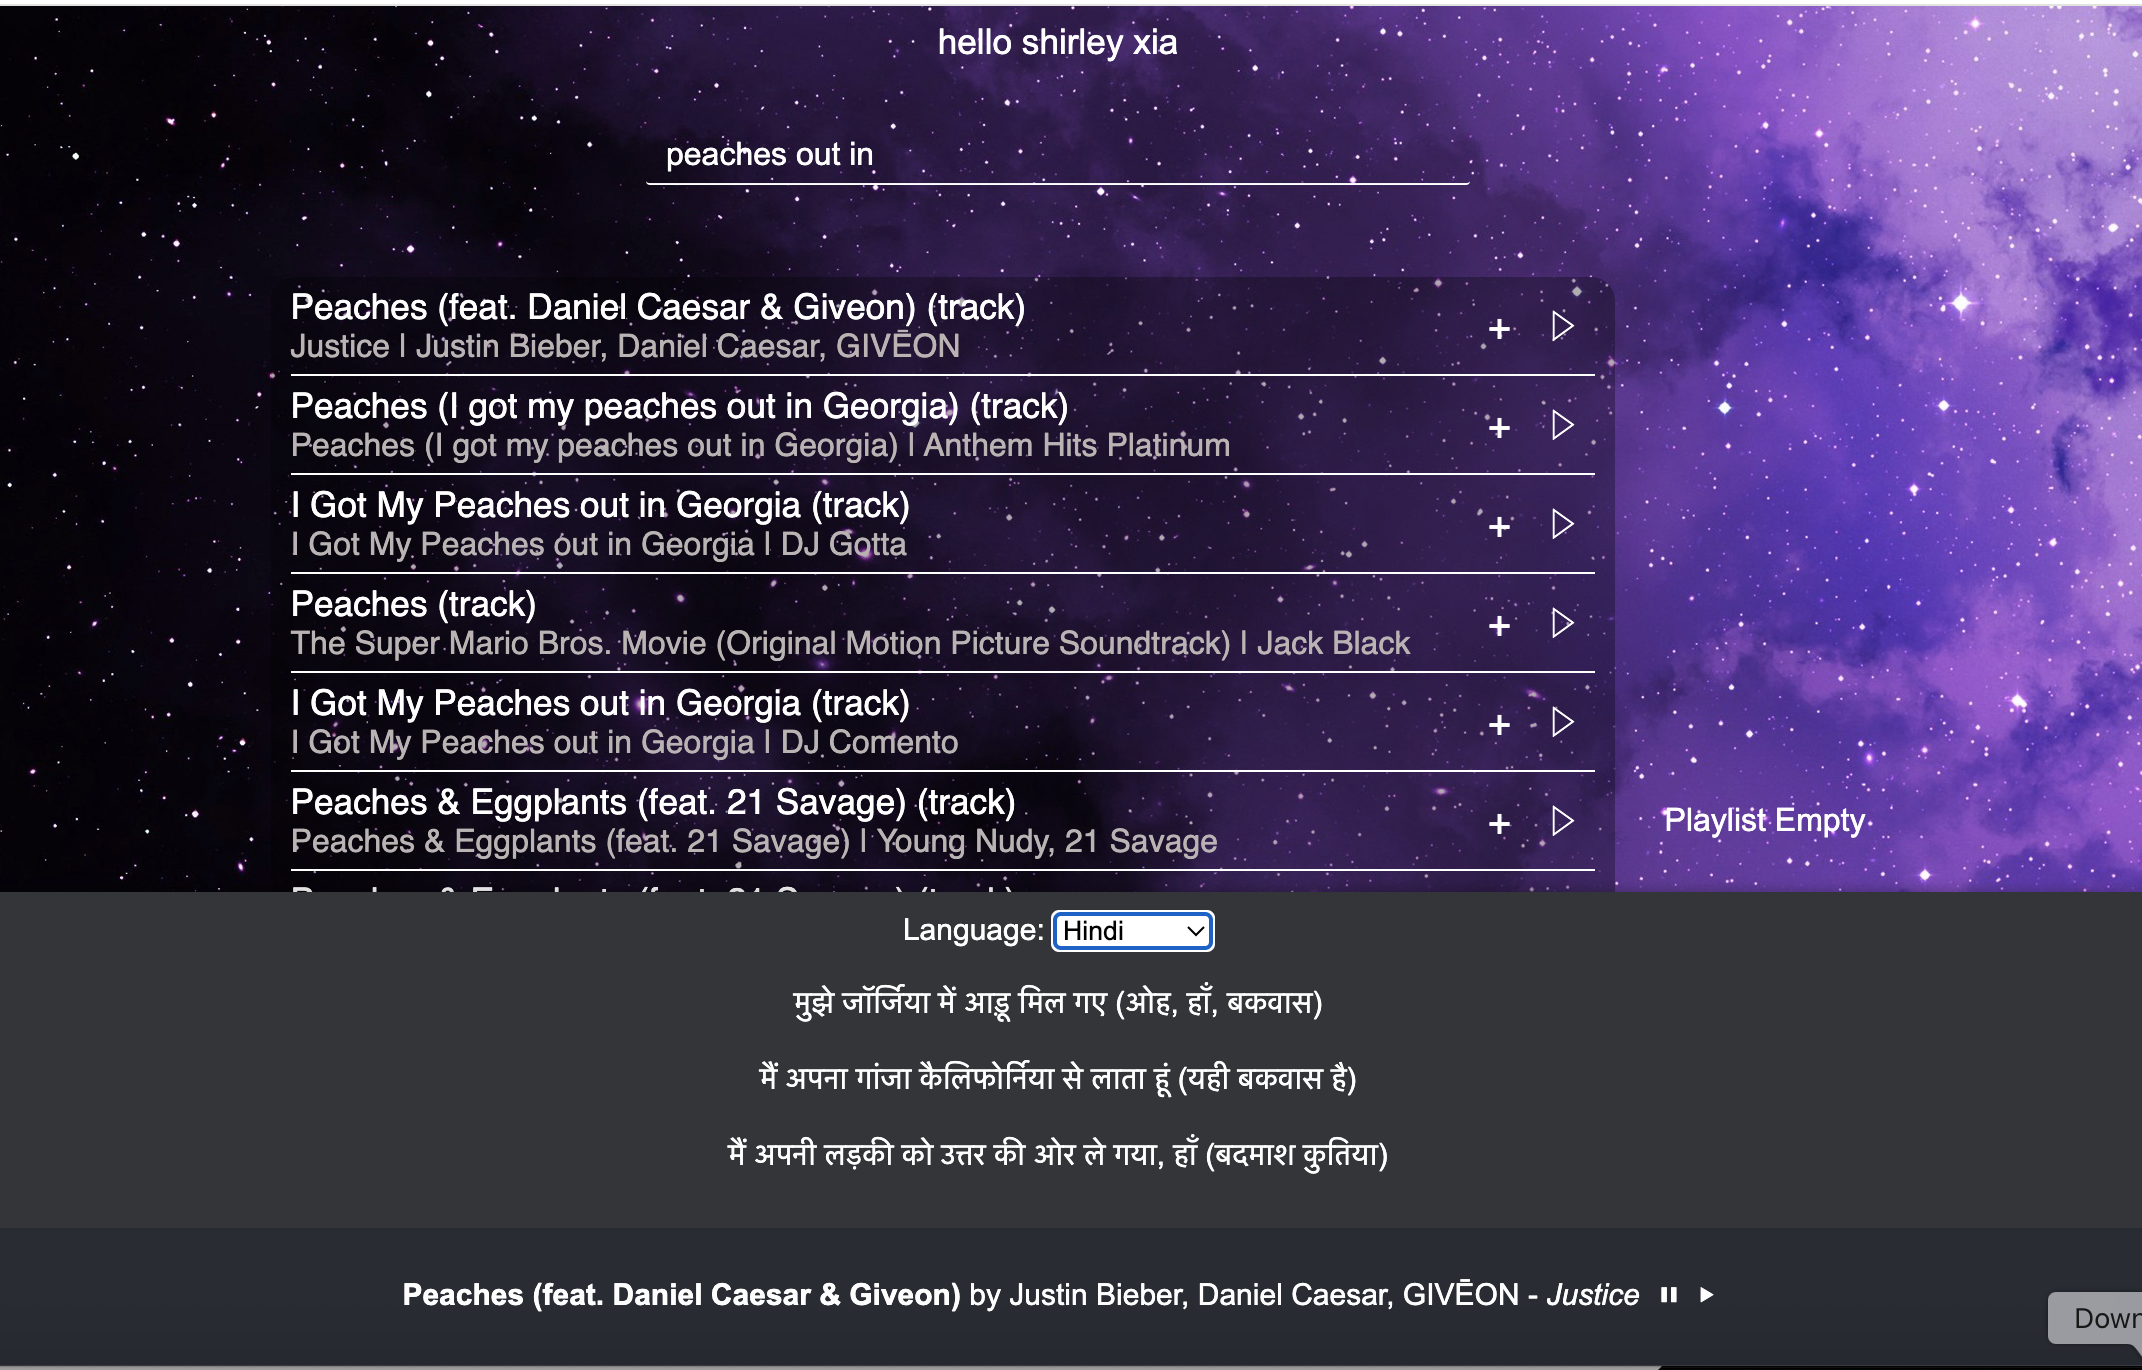 hello shirley xia
peaches out in
Peaches (feat. Daniel Caesar & Giveon) (track)
Justice | Justin Bieber, Daniel Caesar, GIVĒON
Peaches (I got my peaches out in Georgia) (track)
Peaches (I got my peaches out in Georgia) | Anthem Hits Platinum
I Got My Peaches out in Georgia (track)
I Got My Peaches out in Georgia | DJ Gotta
Peaches (track)
The Super Mario Bros. Movie (Original Motion Picture Soundtrack) | Jack Black
I Got My Peaches out in Georgia (track)
I Got My Peaches out in Georgia | DJ Comento
Peaches & Eggplants (feat. 21 Savage) (track)
Peaches & Eggplants (feat. 21 Savage) | Young Nudy, 21 Savage
Playlist Empty
Language: Hindi
मुझे जॉर्जिया में आड़ू मिल गए (ओह, हाँ, बकवास)
मैं अपना गांजा कैलिफोर्निया से लाता हूं (यही बकवास है)
मैं अपनी लड़की को उत्तर की ओर ले गया, हाँ (बदमाश कुतिया)
Peaches (feat. Daniel Caesar & Giveon) by Justin Bieber, Daniel Caesar, GIVĒON - Justice